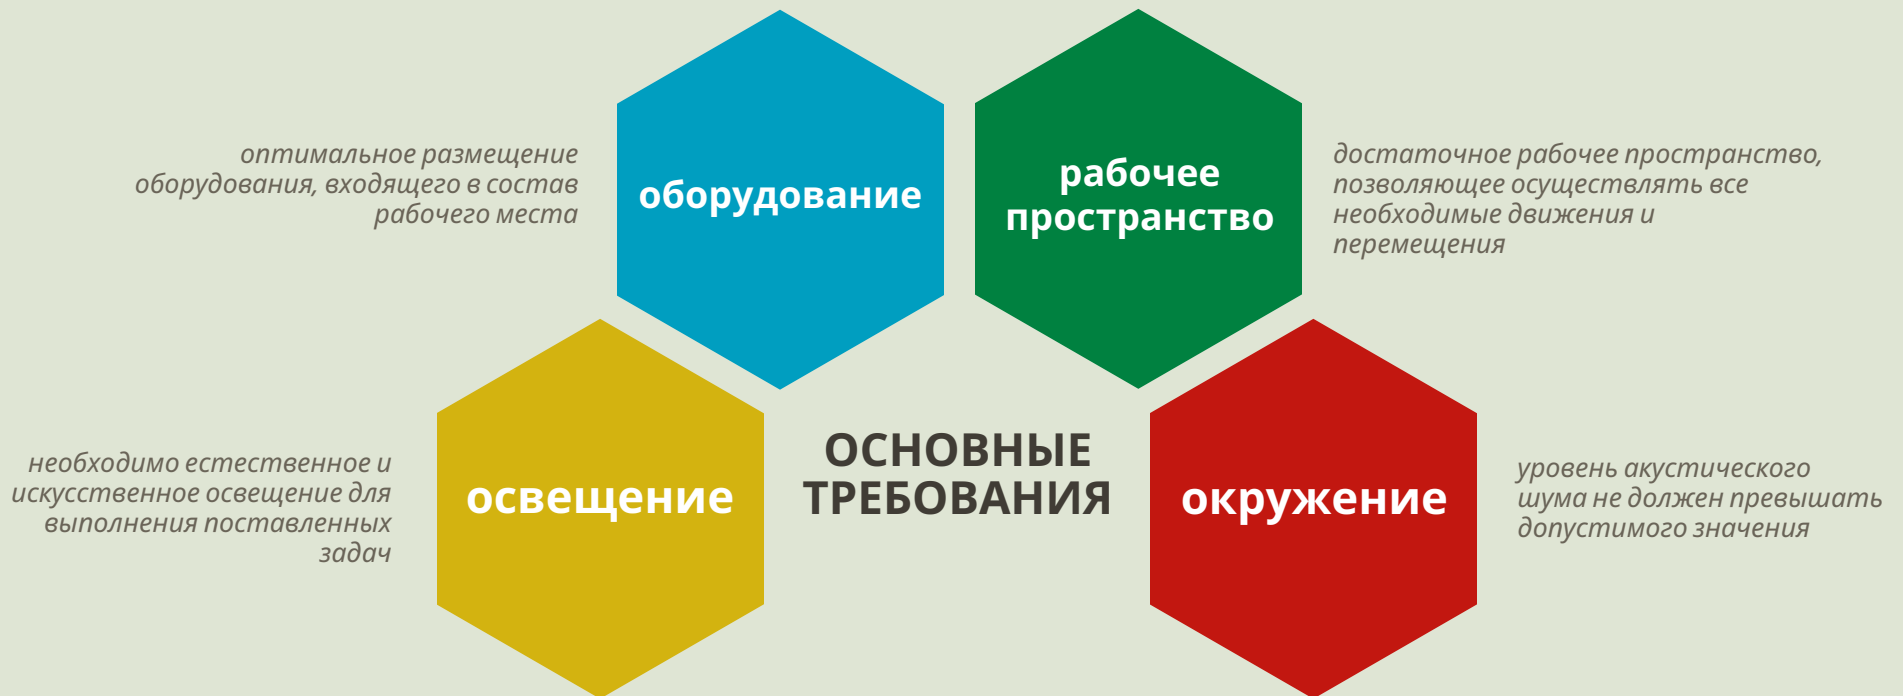 оптимальное размещение
оборудования, входящего в состав
рабочего места
оборудование
рабочее
пространство
достаточное рабочее пространство,
позволяющее осуществлять все
необходимые движения и
перемещения
необходимо естественное и
искусственное освещение для
выполнения поставленных
задач
освещение
ОСНОВНЫЕ
ТРЕБОВАНИЯ
окружение
уровень акустического
шума не должен превышать
допустимого значения